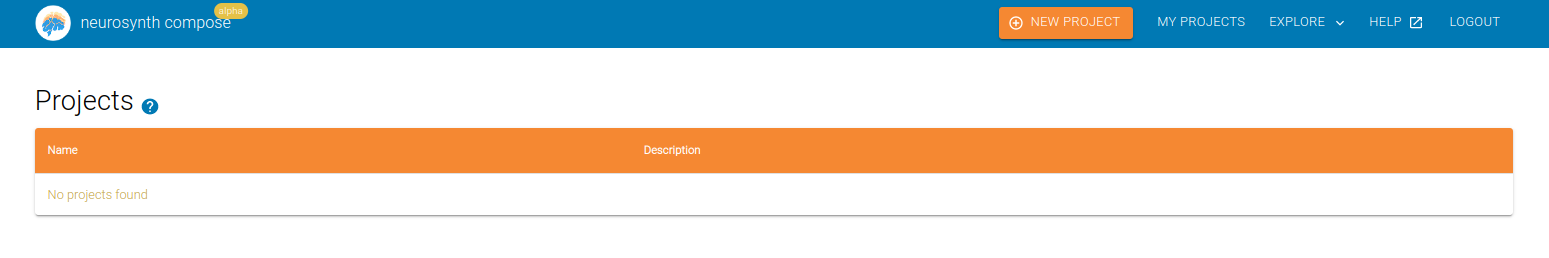 neurosynth compose alpha NEW PROJECT MY PROJECTS EXPLORE HELP LOGOUT
Projects ?
Name Description
No projects found